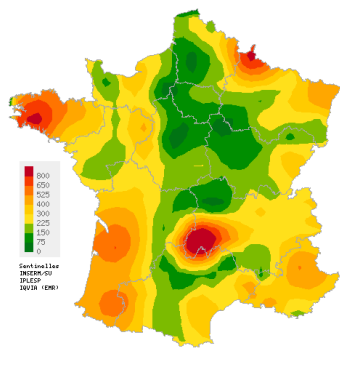 800
650
525
400
300
225
150
75
0
Sentinelles
INSERM/SU
IPLESP
IQVIA (EMR)